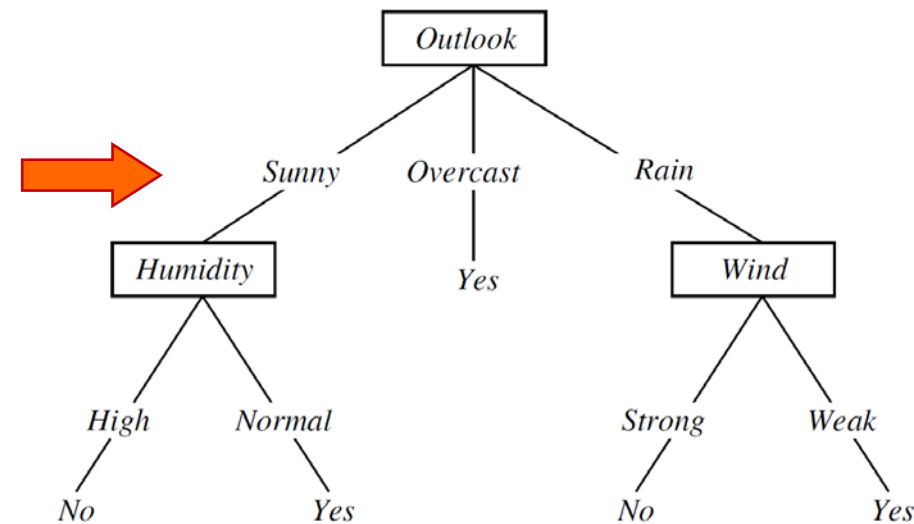 Outlook
Sunny Overcast Rain
Humidity Yes Wind
High Normal Strong Weak
No Yes No Yes